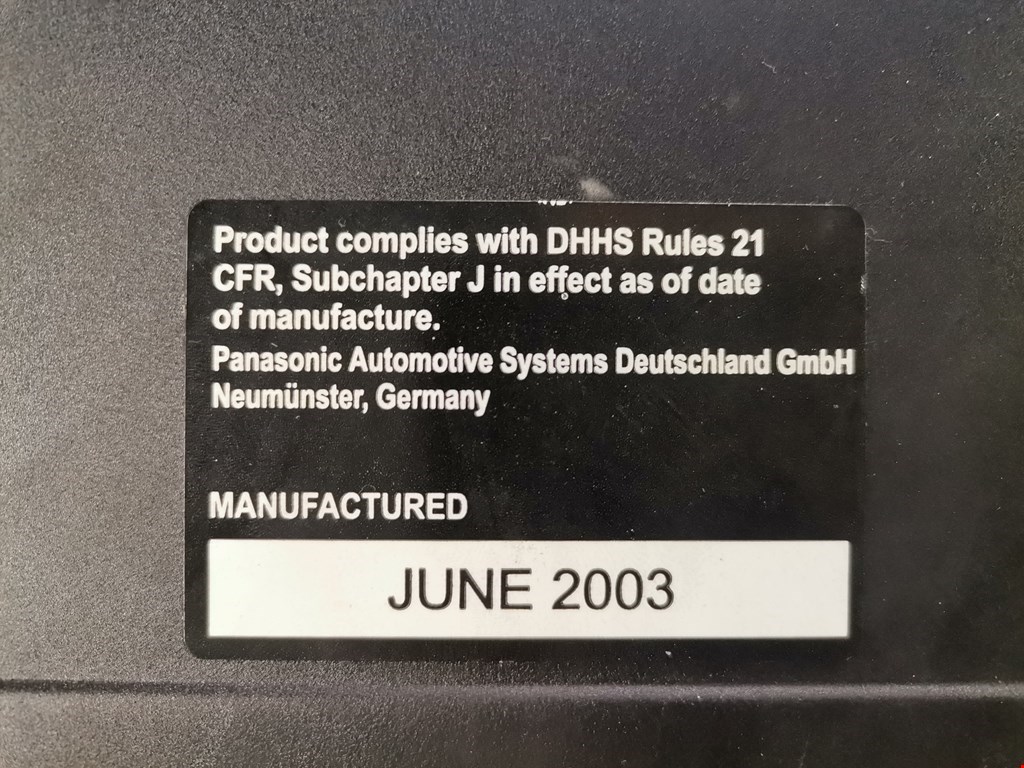 Product complies with DHHS Rules 21
CFR, Subchapter J in effect as of date
of manufacture.
Panasonic Automotive Systems Deutschland GmbH
Neumünster, Germany
MANUFACTURED
JUNE 2003